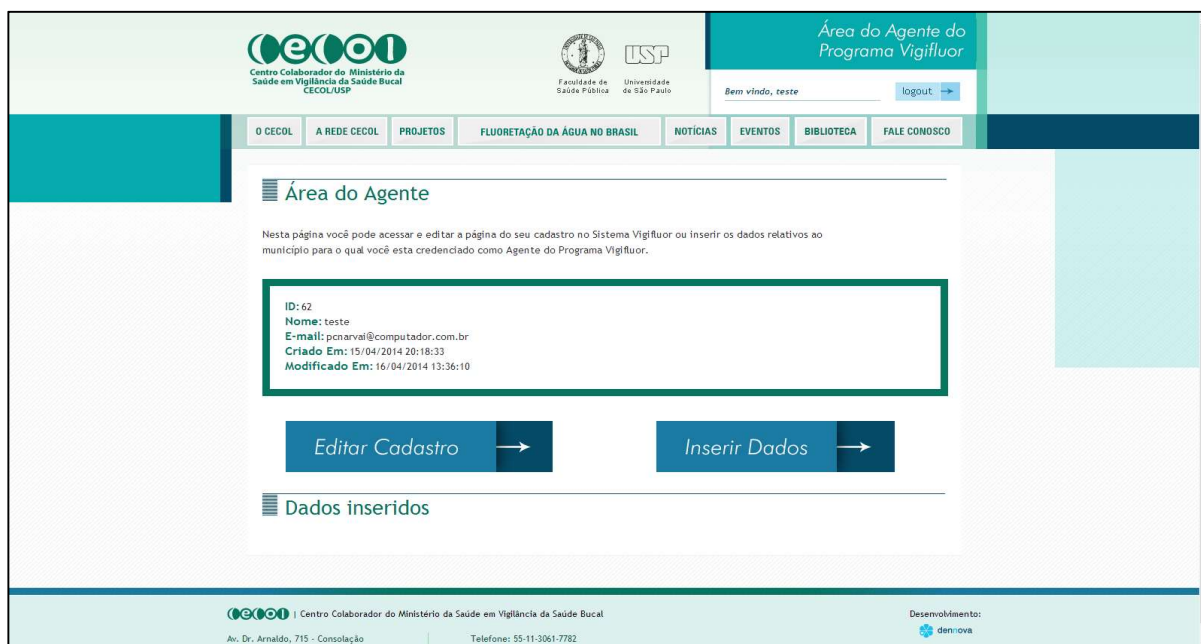 CECOL
Centro Colaborador do Ministério da
Saúde em Vigilância da Saúde Bucal
CECOL/USP
Faculdade de
Saúde Pública
USP
Universidade
de São Paulo
Área do Agente do
Programa Vigifluor
Bem vindo, teste
logout
O CECOL
A REDE CECOL
PROJETOS
FLUORETAÇÃO DA ÁGUA NO BRASIL
NOTÍCIAS
EVENTOS
BIBLIOTECA
FALE CONOSCO
Área do Agente
Nesta página você pode acessar e editar a página do seu cadastro no Sistema Vigifluor ou inserir os dados relativos ao
município para o qual você esta credenciado como Agente do Programa Vigifluor.
ID: 62
Nome: teste
E-mail: pcnarvai@computador.com.br
Criado Em: 15/04/2014 20:18:33
Modificado Em: 16/04/2014 13:36:10
Editar Cadastro
Inserir Dados
Dados inseridos
CECOL | Centro Colaborador do Ministério da Saúde em Vigilância da Saúde Bucal
Desenvolvimento:
dennova
Av. Dr. Arnaldo, 715 - Consolação
Telefone: 55-11-3061-7782